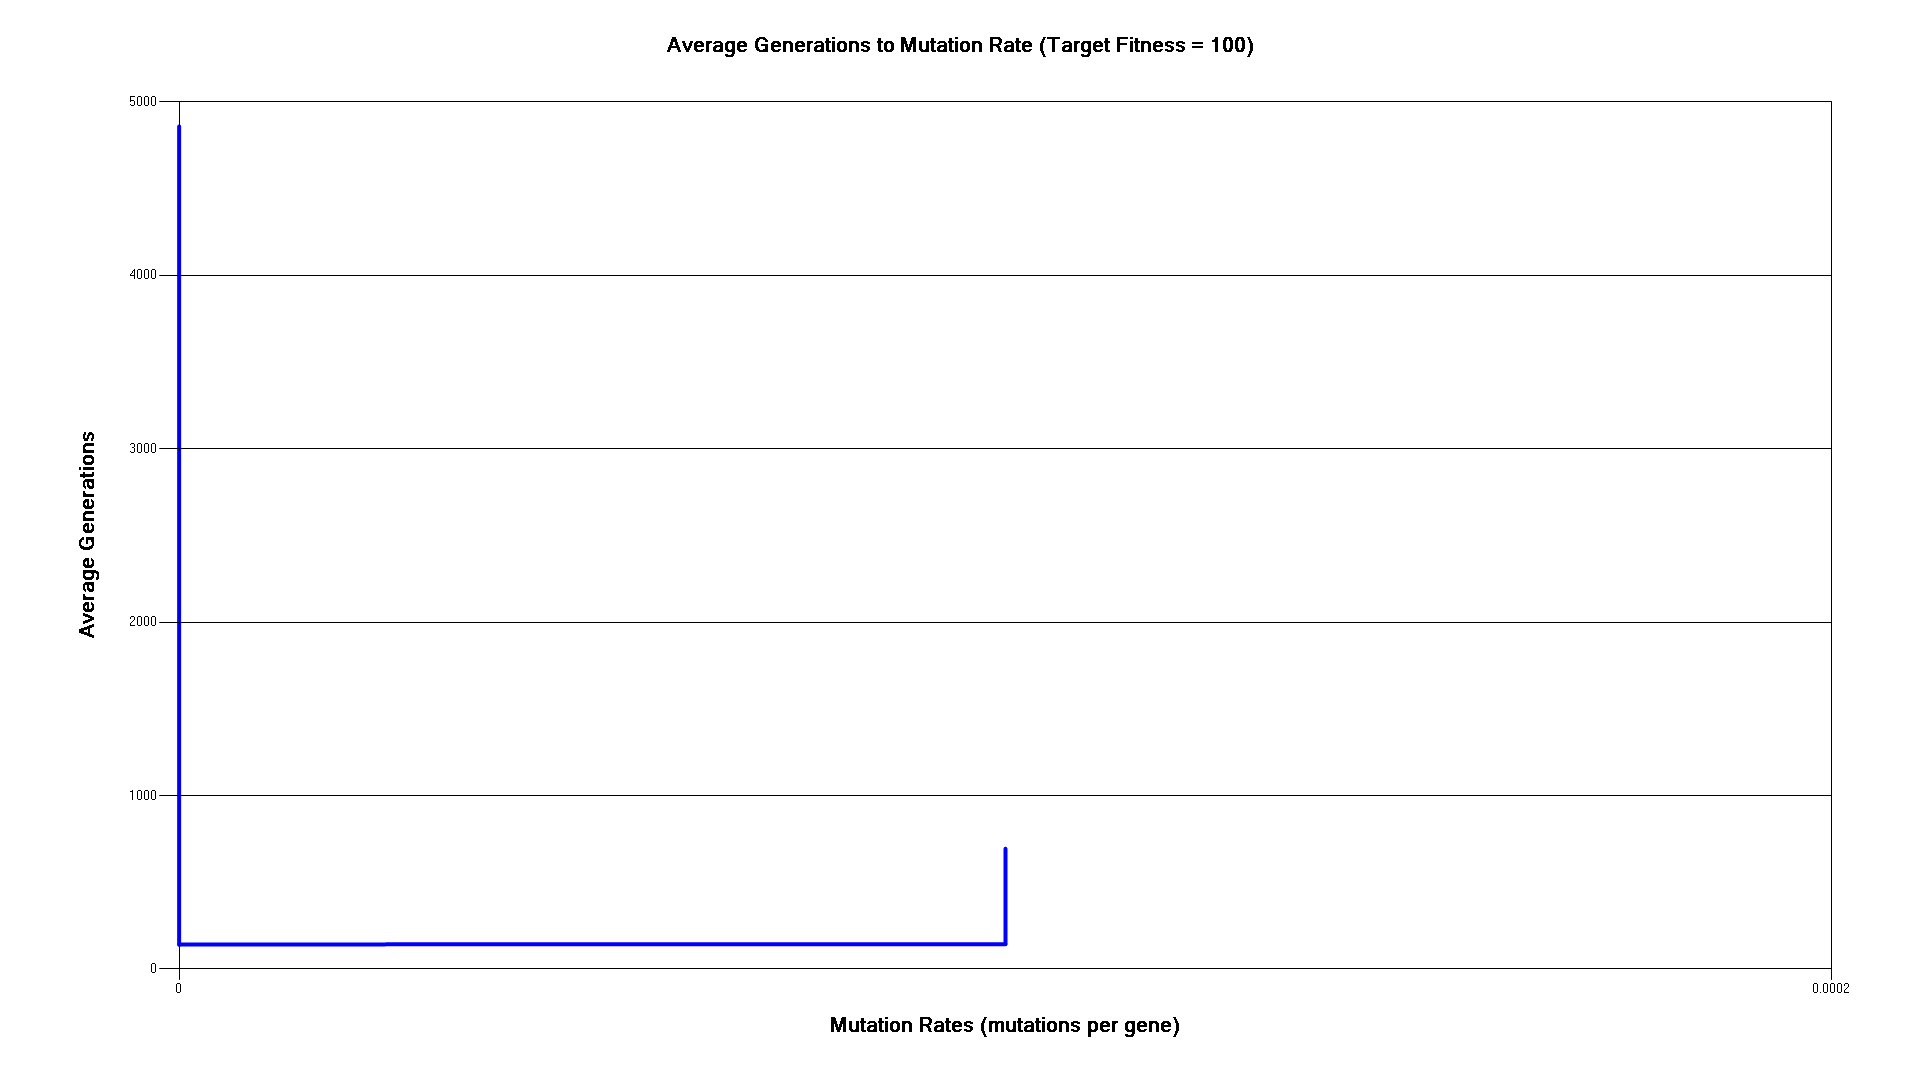 Average Generations to Mutation Rate (Target Fitness = 100)
5000
4000
3000
2000
1000
0
Average Generations
0
0.0002
Mutation Rates (mutations per gene)